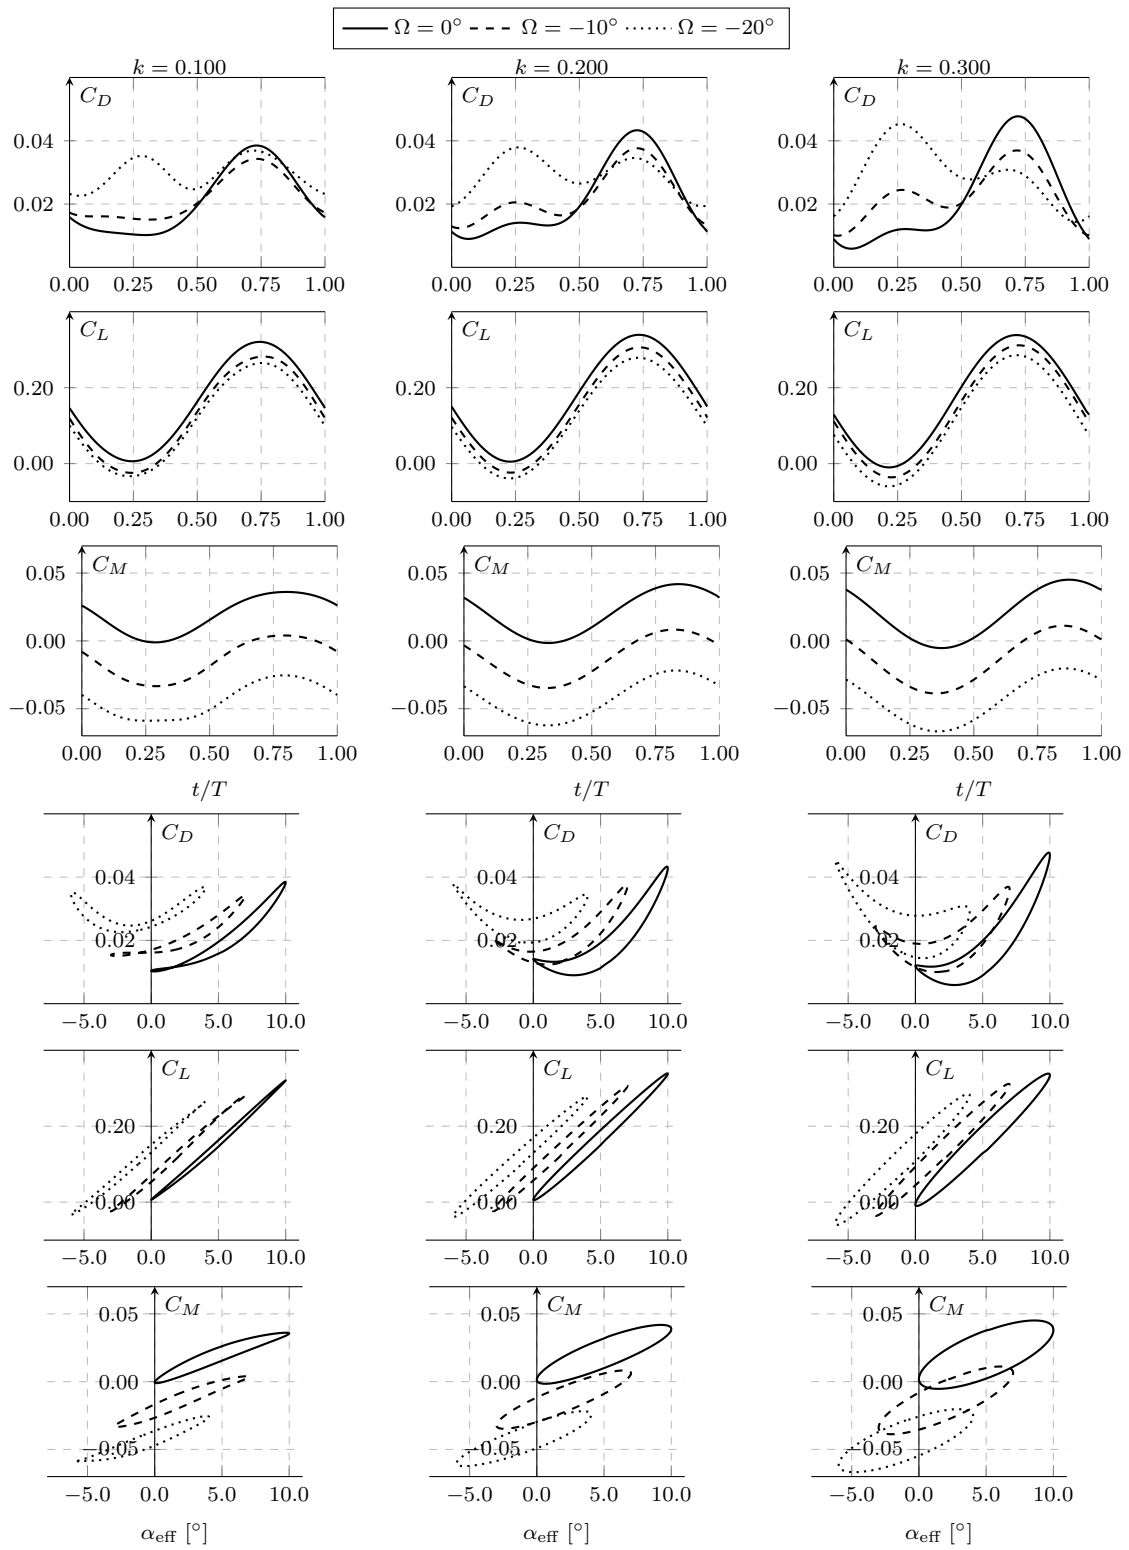 Ω = 0° Ω = −10° Ω = −20°
k = 0.100 k = 0.200 k = 0.300
C_D C_D C_D
0.04 0.04 0.04
0.02 0.02 0.02
0.00 0.25 0.50 0.75 1.00 0.00 0.25 0.50 0.75 1.00 0.00 0.25 0.50 0.75 1.00
C_L C_L C_L
0.20 0.20 0.20
0.00 0.00 0.00
0.00 0.25 0.50 0.75 1.00 0.00 0.25 0.50 0.75 1.00 0.00 0.25 0.50 0.75 1.00
0.05 C_M 0.05 C_M 0.05 C_M
0.00 0.00 0.00
−0.05 −0.05 −0.05
0.00 0.25 0.50 0.75 1.00 0.00 0.25 0.50 0.75 1.00 0.00 0.25 0.50 0.75 1.00
t/T t/T t/T
C_D C_D C_D
0.04 0.04 0.04
0.02 0.02 0.02
−5.0 0.0 5.0 10.0 −5.0 0.0 5.0 10.0 −5.0 0.0 5.0 10.0
C_L C_L C_L
0.20 0.20 0.20
0.00 0.00 0.00
−5.0 0.0 5.0 10.0 −5.0 0.0 5.0 10.0 −5.0 0.0 5.0 10.0
0.05 C_M 0.05 C_M 0.05 C_M
0.00 0.00 0.00
−0.05 −0.05 −0.05
−5.0 0.0 5.0 10.0 −5.0 0.0 5.0 10.0 −5.0 0.0 5.0 10.0
α_eff [°] α_eff [°] α_eff [°]